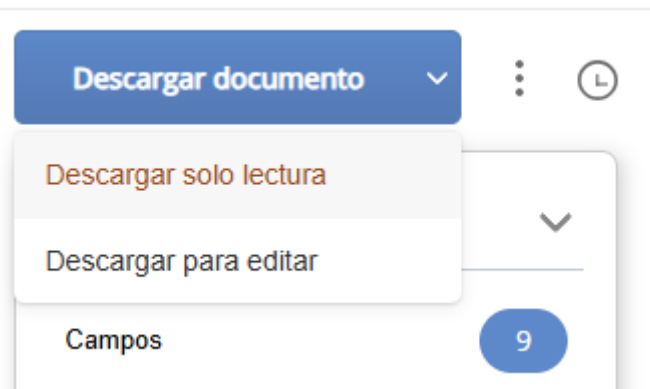 Descargar documento
Descargar solo lectura
Descargar para editar
Campos 9